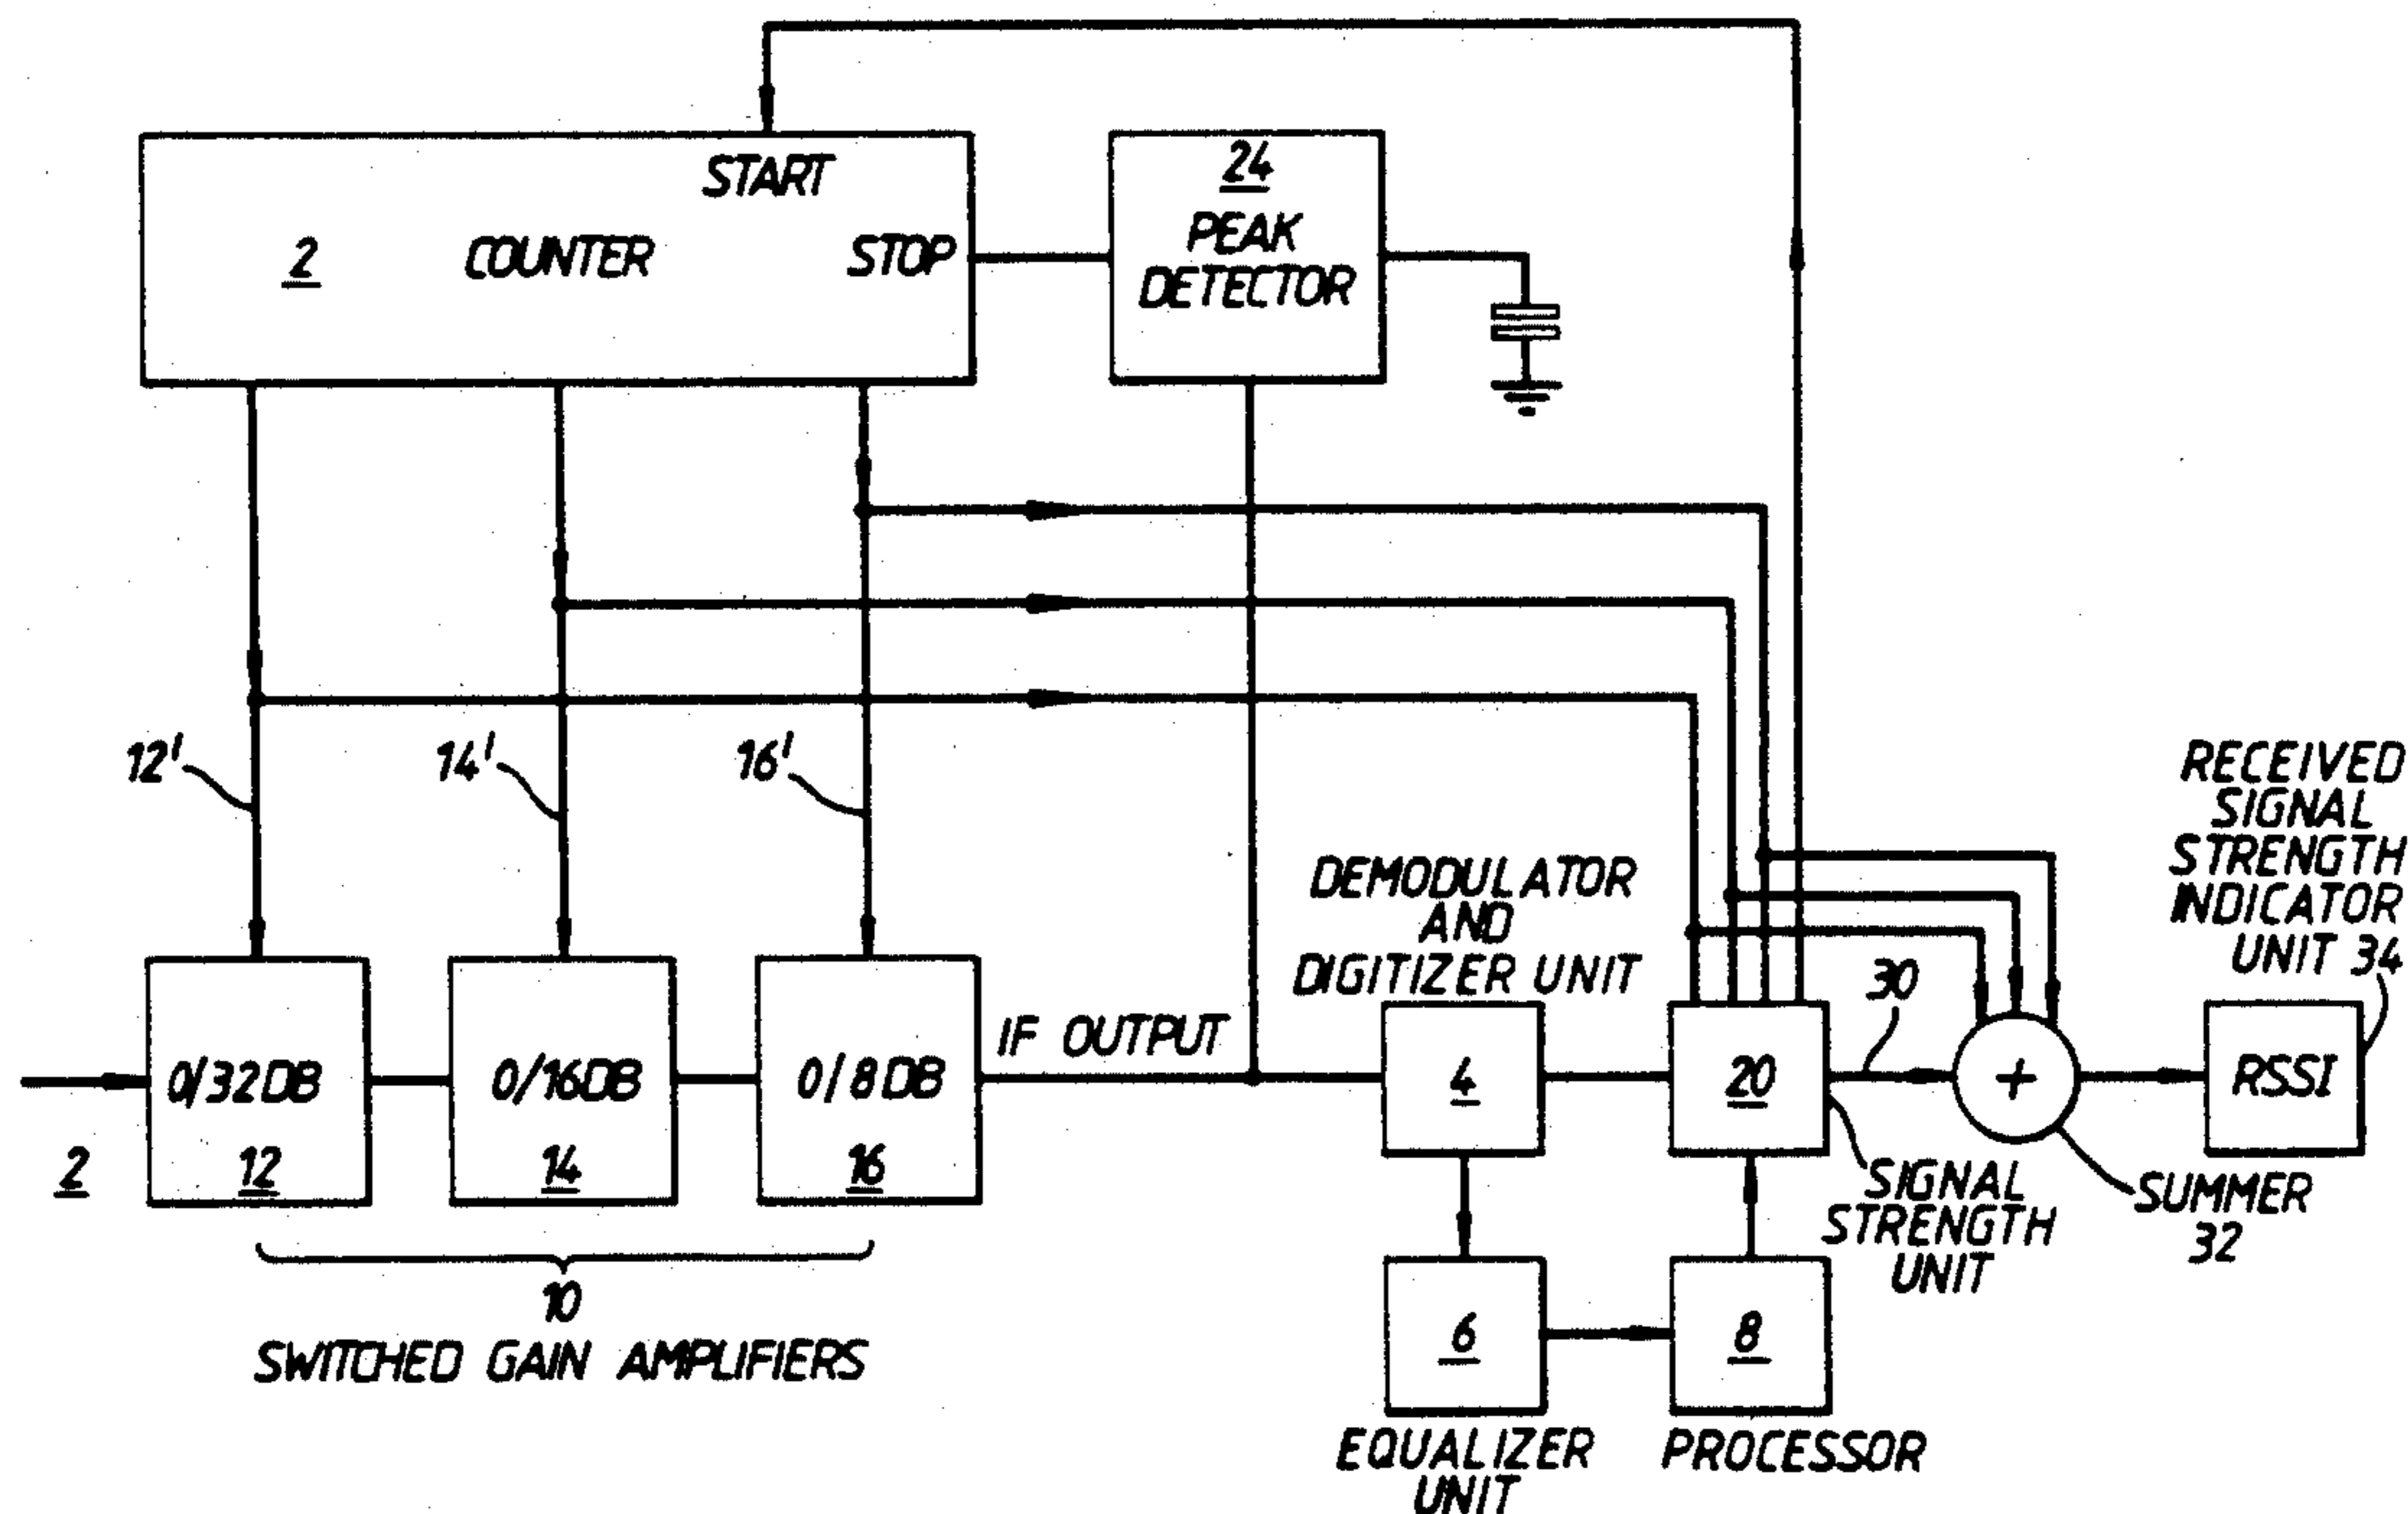 START
2 COUNTER STOP
24
PEAK
DETECTOR
12'
14'
16'
RECEIVED
SIGNAL
STRENGTH
INDICATOR
UNIT 34
DEMODULATOR
AND
DIGITIZER UNIT
30
2
0/32DB
12
0/16DB
14
0/8DB
16
IF OUTPUT
4
20
+
RSSI
SIGNAL
STRENGTH
UNIT
SUMMER
32
10
SWITCHED GAIN AMPLIFIERS
6
8
EQUALIZER
UNIT
PROCESSOR